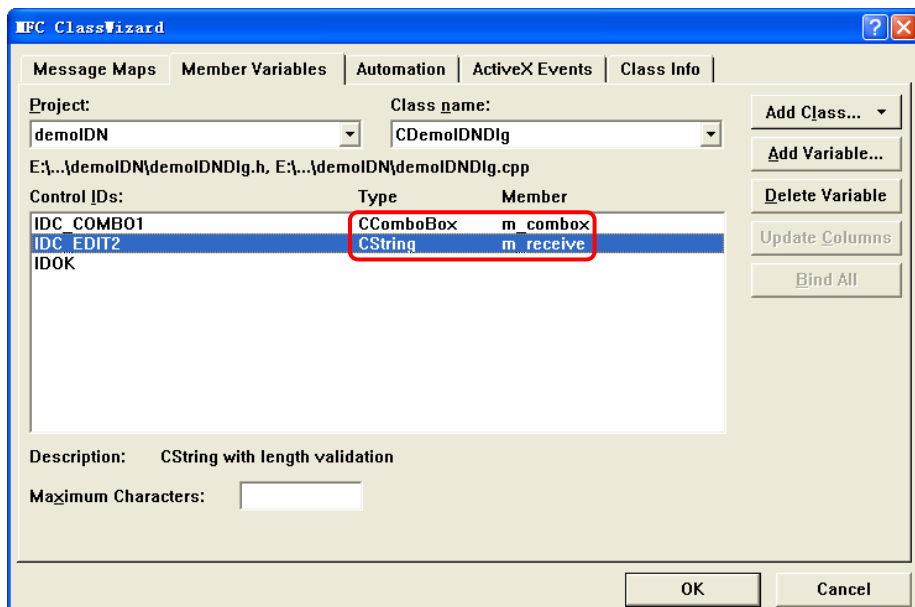 MFC ClassWizard
Message Maps Member Variables Automation ActiveX Events Class Info
Project: Class name:
demoIDN CDemoIDNDlg
Add Class...
E:\...\demoIDN\demoIDNDlg.h, E:\...\demoIDN\demoIDNDlg.cpp
Add Variable...
Control IDs: Type Member
Delete Variable
IDC_COMBO1 CComboBox m_combox
IDC_EDIT2 CString m_receive
Update Columns
IDOK
Bind All
Description: CString with length validation
Maximum Characters:
OK Cancel